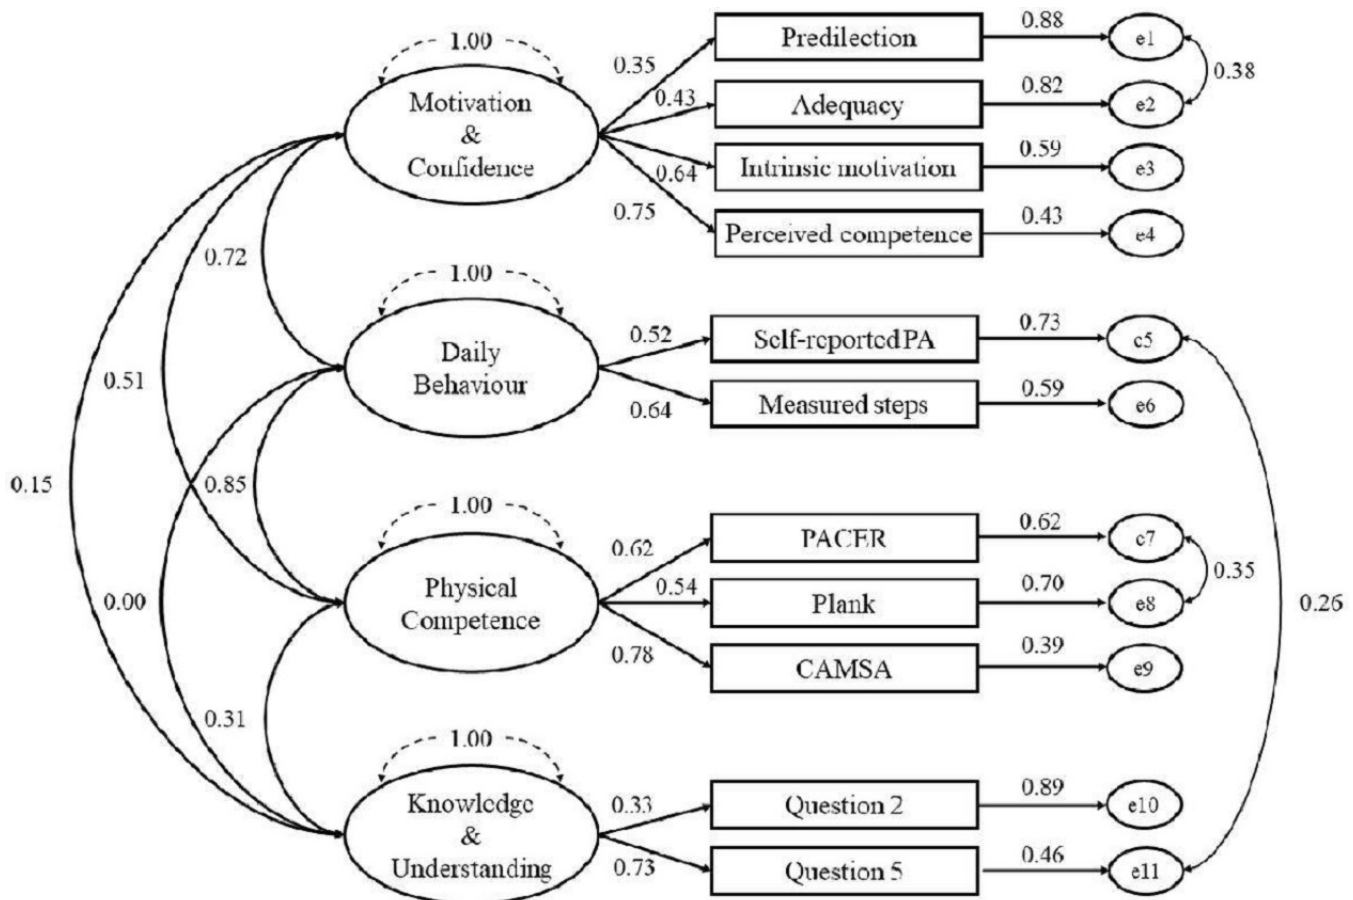 1.00
Motivation
&
Confidence
0.35
0.43
0.64
0.75
Predilection
Adequacy
Intrinsic motivation
Perceived competence
0.88
0.82
0.59
0.43
e1
e2
e3
e4
0.38
0.72
1.00
Daily
Behaviour
0.52
0.64
Self-reported PA
Measured steps
0.73
0.59
e5
e6
0.51
0.15
0.85
1.00
Physical
Competence
0.62
0.54
0.78
PACER
Plank
CAMSA
0.62
0.70
0.39
e7
e8
e9
0.35
0.26
0.00
0.31
1.00
Knowledge
&
Understanding
0.33
0.73
Question 2
Question 5
0.89
0.46
e10
e11